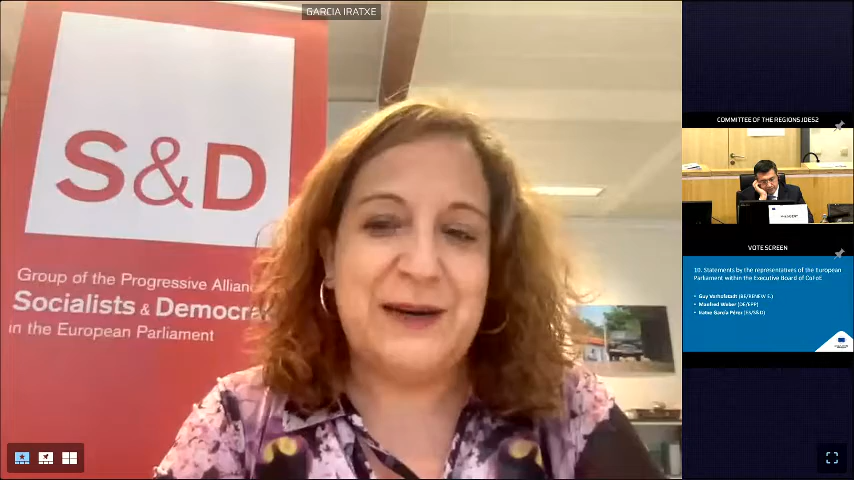 GARCIA IRATXE
S&D
Group of the Progressive Allian
Socialists & Democra
in the European Parliament
COMMITTEE OF THE REGIONS JDE52
PRESIDENT
VOTE SCREEN
10. Statements by the representatives of the European
Parliament within the Executive Board of CoFoE
Guy Verhofstadt (BE/RENEW E.)
Manfred Weber (DE/EPP)
Iratxe García Pérez (ES/S&D)